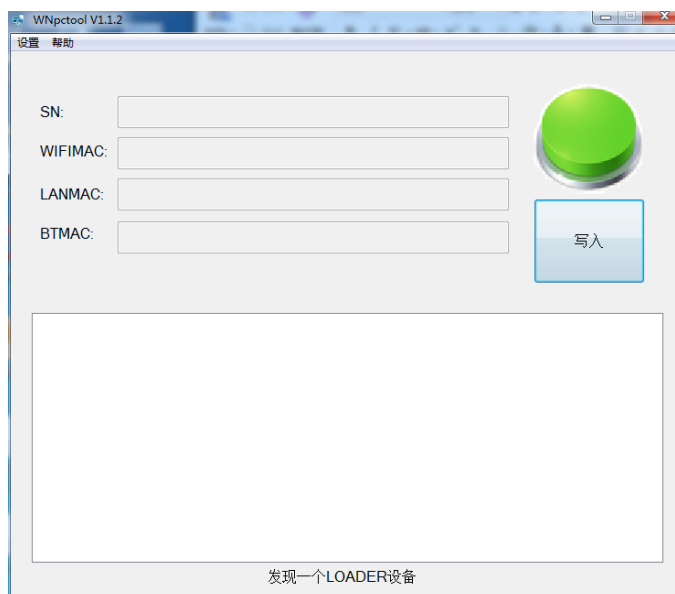 WNpctool V1.1.2
设置 帮助
SN:
WIFIMAC:
LANMAC:
BTMAC:
写入
发现一个LOADER设备